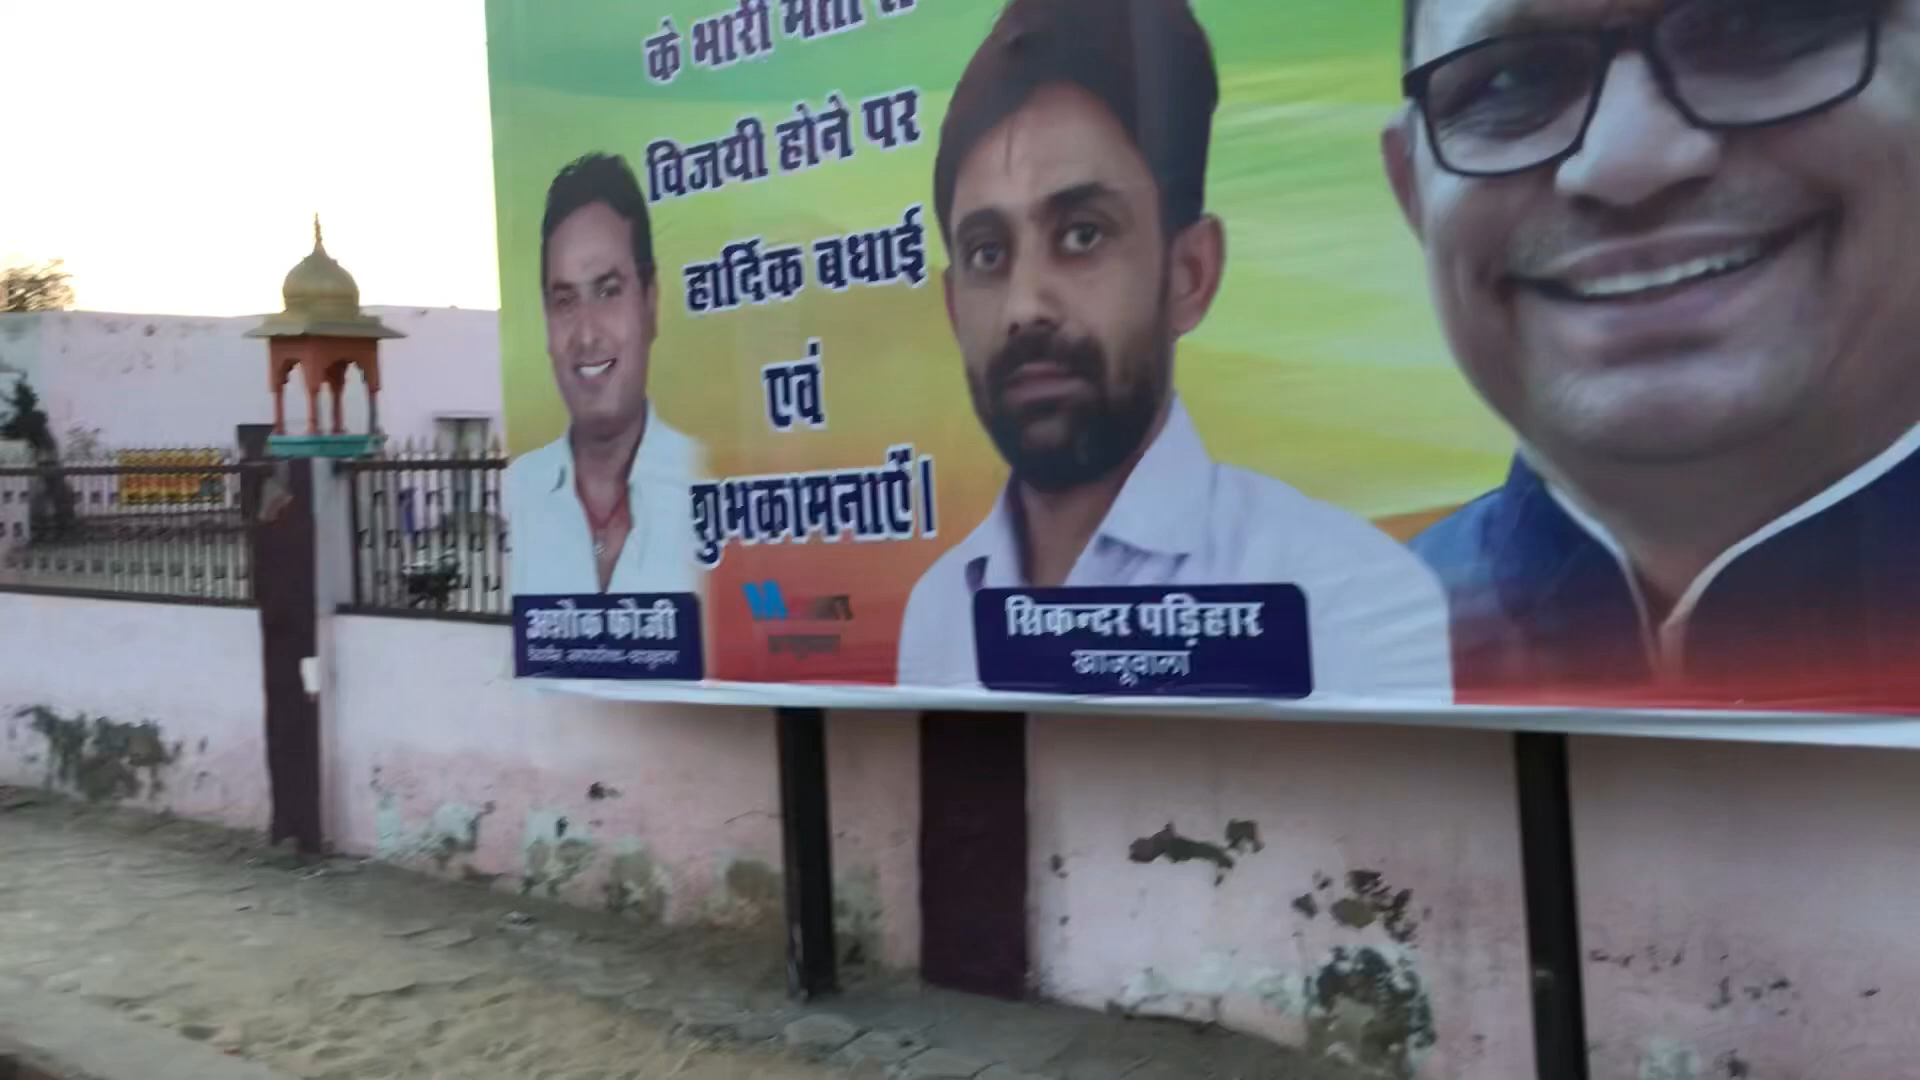 के भारी मतों से
विजयी होने पर
हार्दिक बधाई
एवं
शुभकामनाऐं।
अशोक फौजी
सिकन्दर पड़िहार
खाजूवाला